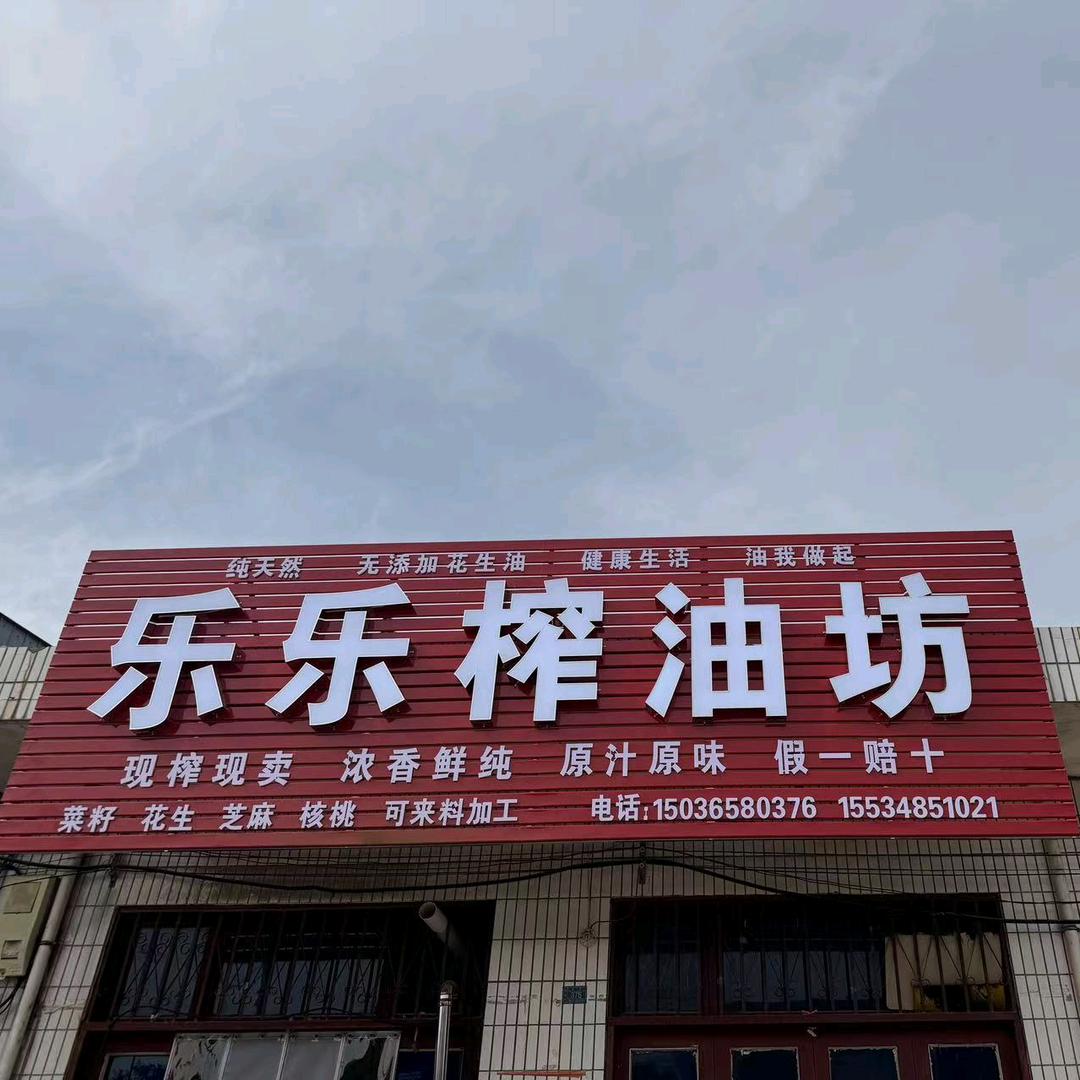 纯天然 无添加花生油 健康生活 油我做起
乐乐榨油坊
现榨现卖 浓香鲜纯 原汁原味 假一赔十
菜籽 花生 芝麻 核桃 可来料加工 电话:15036580376 15534851021